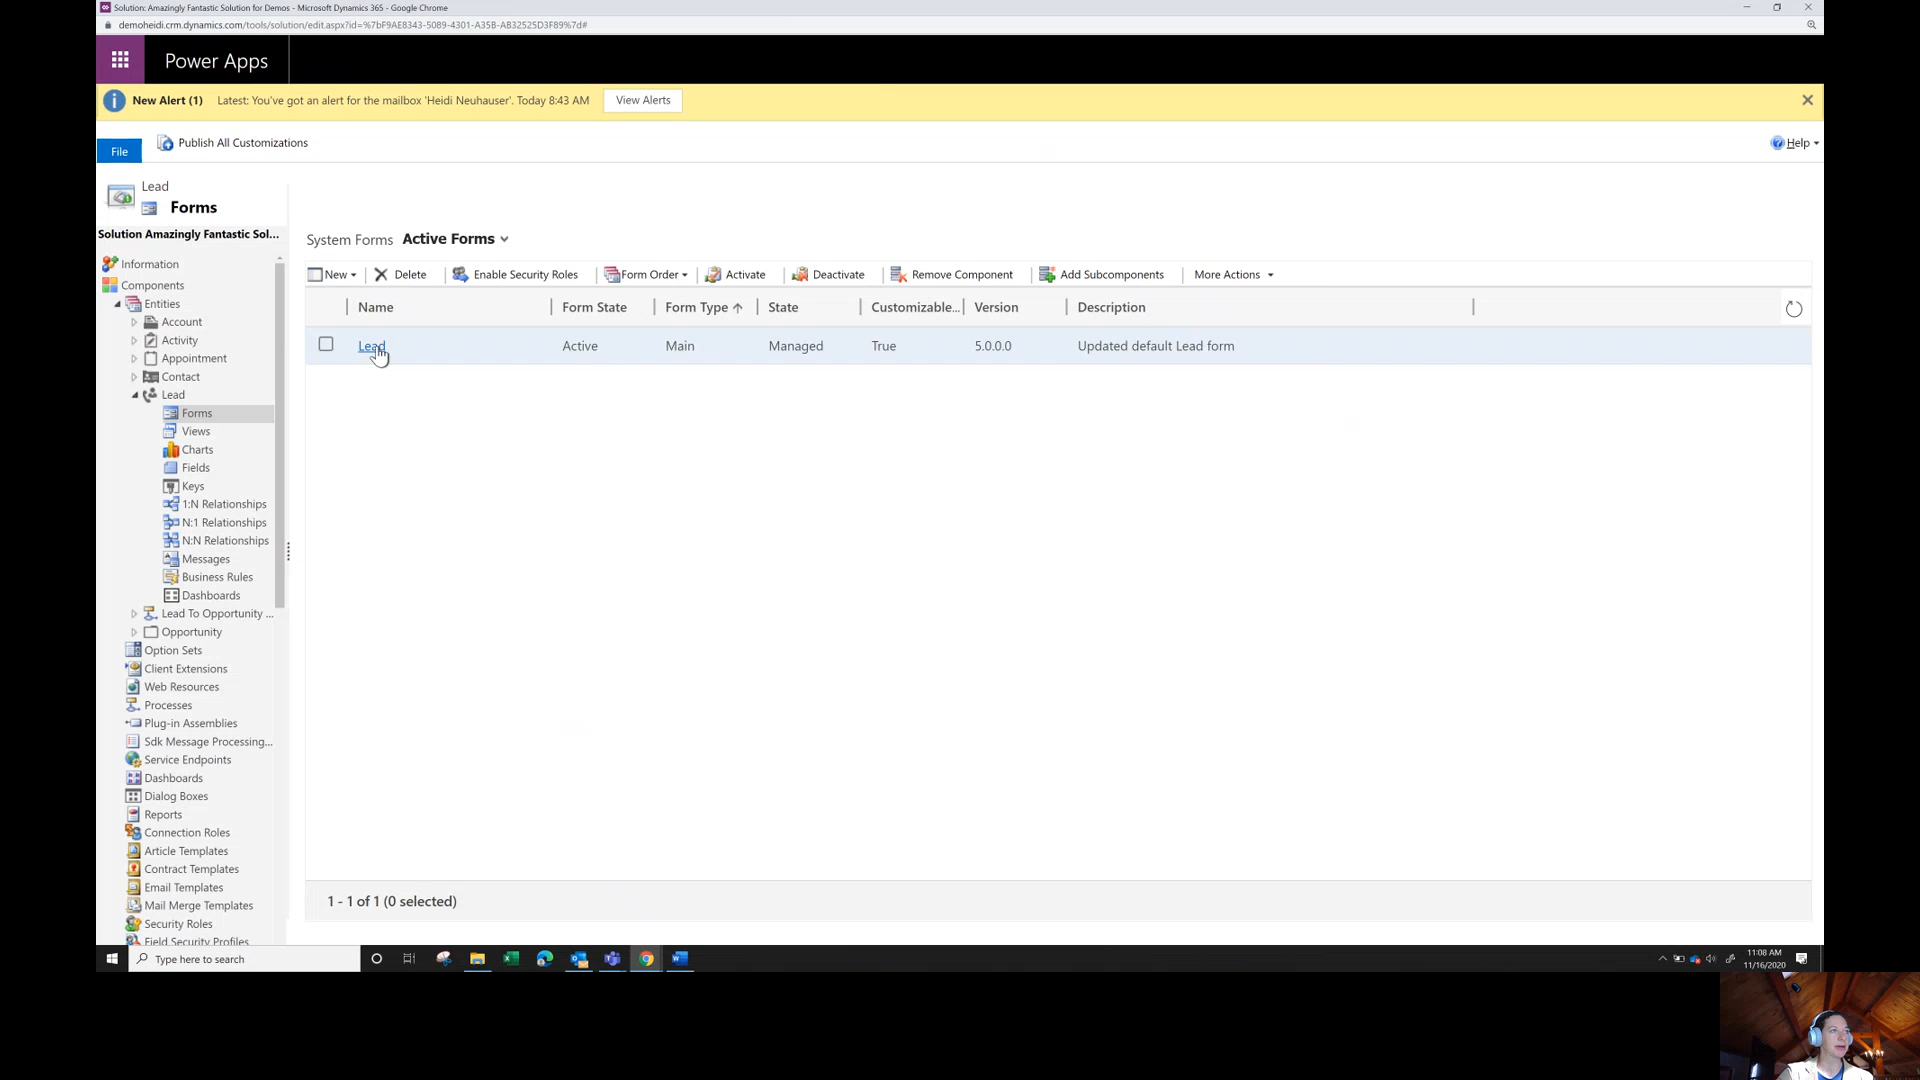 Solution: Amazingly Fantastic Solution for Demos - Microsoft Dynamics 365 - Google Chrome
demoheidi.crm.dynamics.com/tools/solution/edit.aspx?id=%7bF9AE8343-5089-4301-A35B-AB32525D3F89%7d#
Power Apps
New Alert (1) Latest: You've got an alert for the mailbox 'Heidi Neuhauser'. Today 8:43 AM View Alerts
File Publish All Customizations Help
Lead
Forms
Solution Amazingly Fantastic Sol...
System Forms Active Forms
New Delete Enable Security Roles Form Order Activate Deactivate Remove Component Add Subcomponents More Actions
Name Form State Form Type State Customizable... Version Description
Lead Active Main Managed True 5.0.0.0 Updated default Lead form
Information
Components
Entities
Account
Activity
Appointment
Contact
Lead
Forms
Views
Charts
Fields
Keys
1:N Relationships
N:1 Relationships
N:N Relationships
Messages
Business Rules
Dashboards
Lead To Opportunity ...
Opportunity
Option Sets
Client Extensions
Web Resources
Processes
Plug-in Assemblies
Sdk Message Processing...
Service Endpoints
Dashboards
Dialog Boxes
Reports
Connection Roles
Article Templates
Contract Templates
Email Templates
Mail Merge Templates
Security Roles
Field Security Profiles
1 - 1 of 1 (0 selected)
Type here to search
11:08 AM
11/16/2020